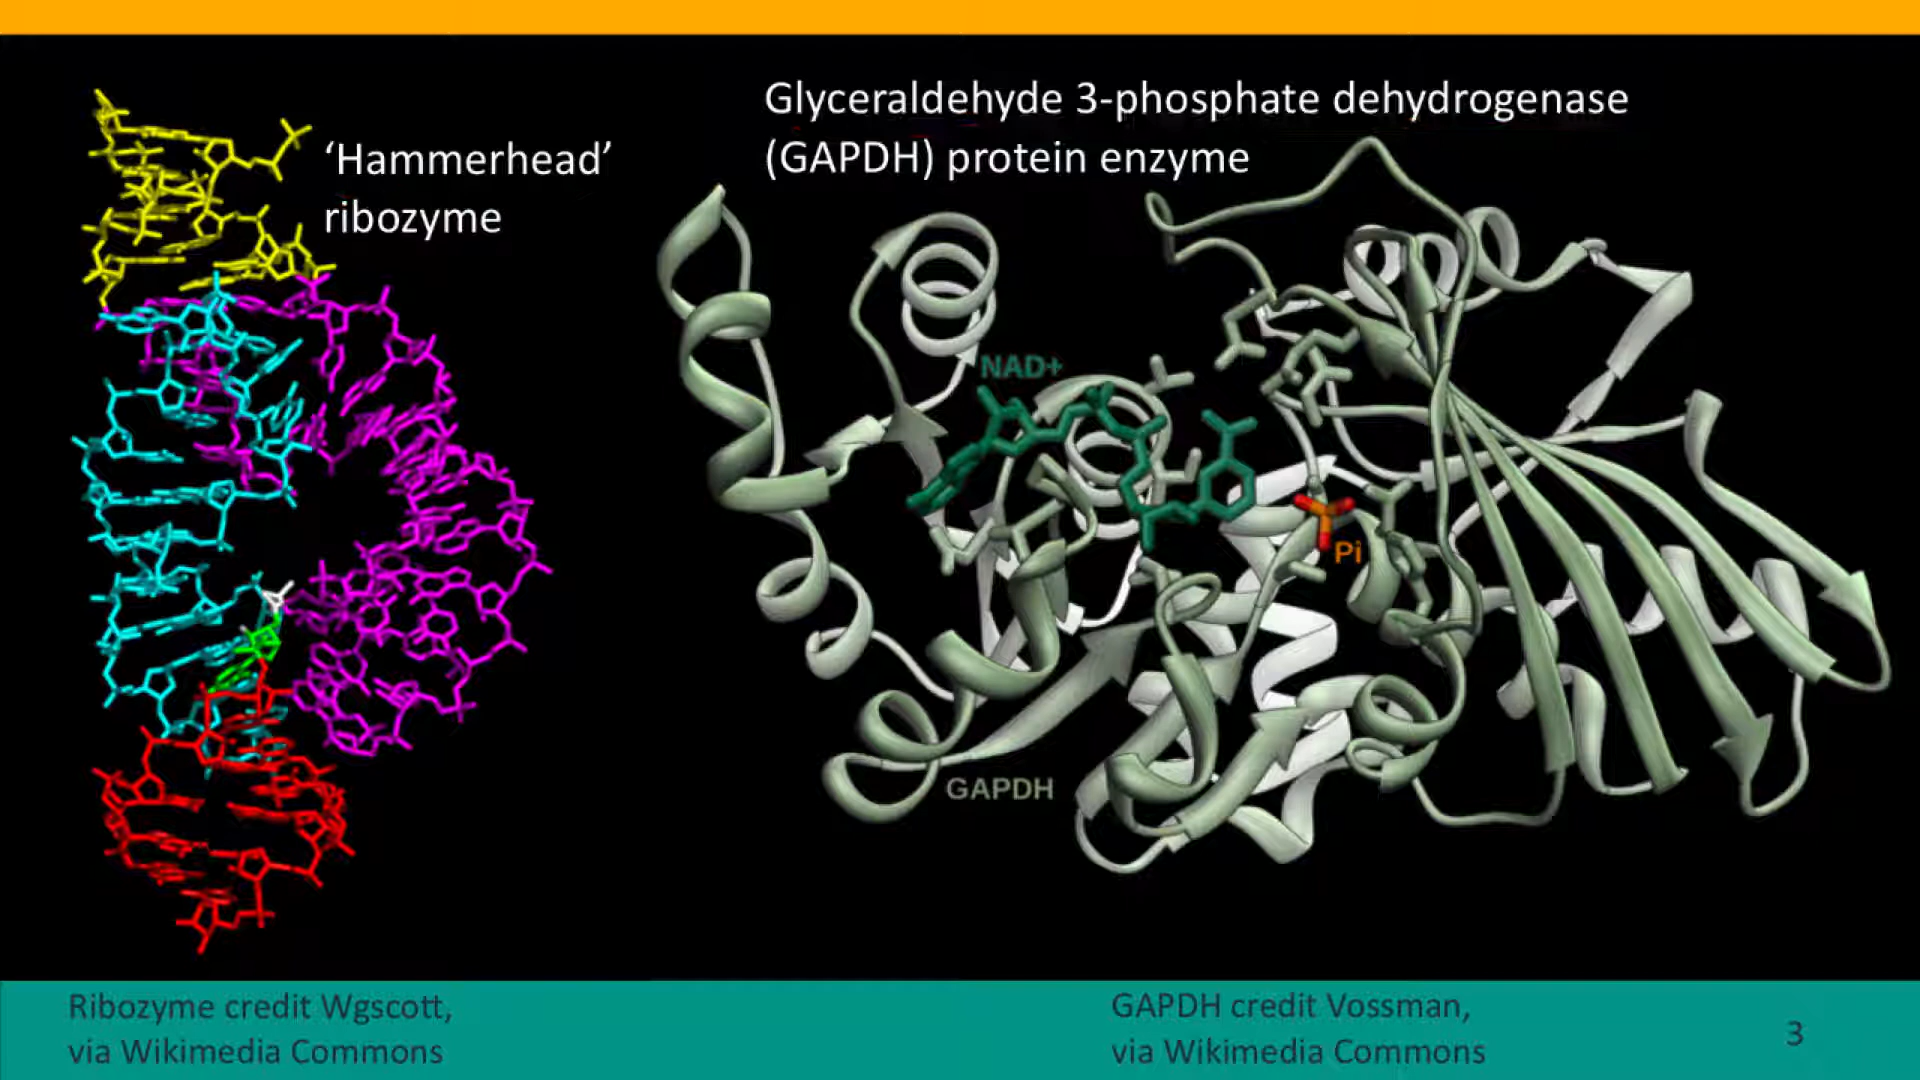 ‘Hammerhead’
ribozyme
Glyceraldehyde 3-phosphate dehydrogenase
(GAPDH) protein enzyme
NAD+
Pi
GAPDH
Ribozyme credit Wgscott,
via Wikimedia Commons
GAPDH credit Vossman,
via Wikimedia Commons
3